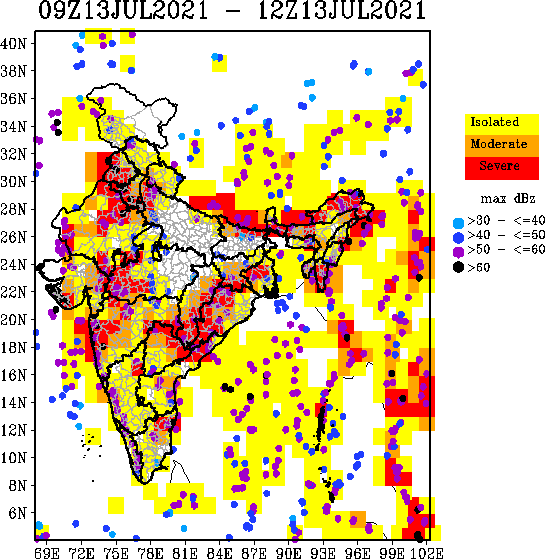 09Z13JUL2021 - 12Z13JUL2021
40N
38N
36N
34N
32N
30N
28N
26N
24N
22N
20N
18N
16N
14N
12N
10N
8N
6N
69E 72E 75E 78E 81E 84E 87E 90E 93E 96E 99E 102E
Isolated
Moderate
Severe
max dBz
>30 - <=40
>40 - <=50
>50 - <=60
>60